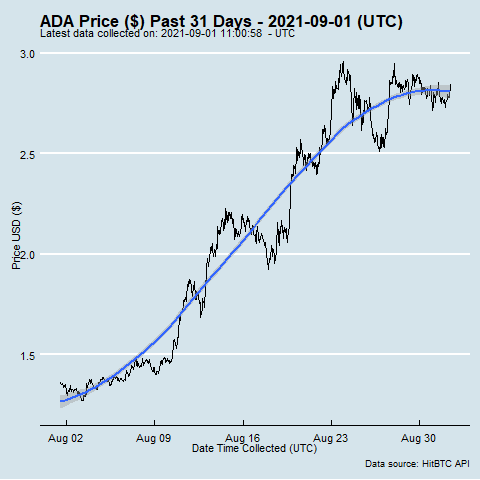 ADA Price ($) Past 31 Days - 2021-09-01 (UTC)
Latest data collected on: 2021-09-01 11:00:58  - UTC
3.0
2.5
2.0
1.5
Price USD ($)
Aug 02
Aug 09
Aug 16
Aug 23
Aug 30
Date Time Collected (UTC)
Data source: HitBTC API